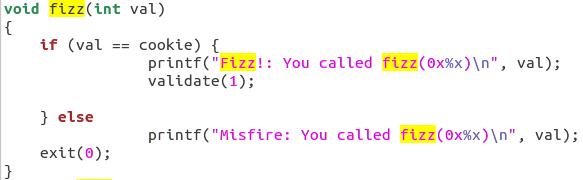 void fizz(int val)
{
    if (val == cookie) {
                printf("Fizz!: You called fizz(0x%x)\n", val);
                validate(1);
    } else
                printf("Misfire: You called fizz(0x%x)\n", val);
    exit(0);
}